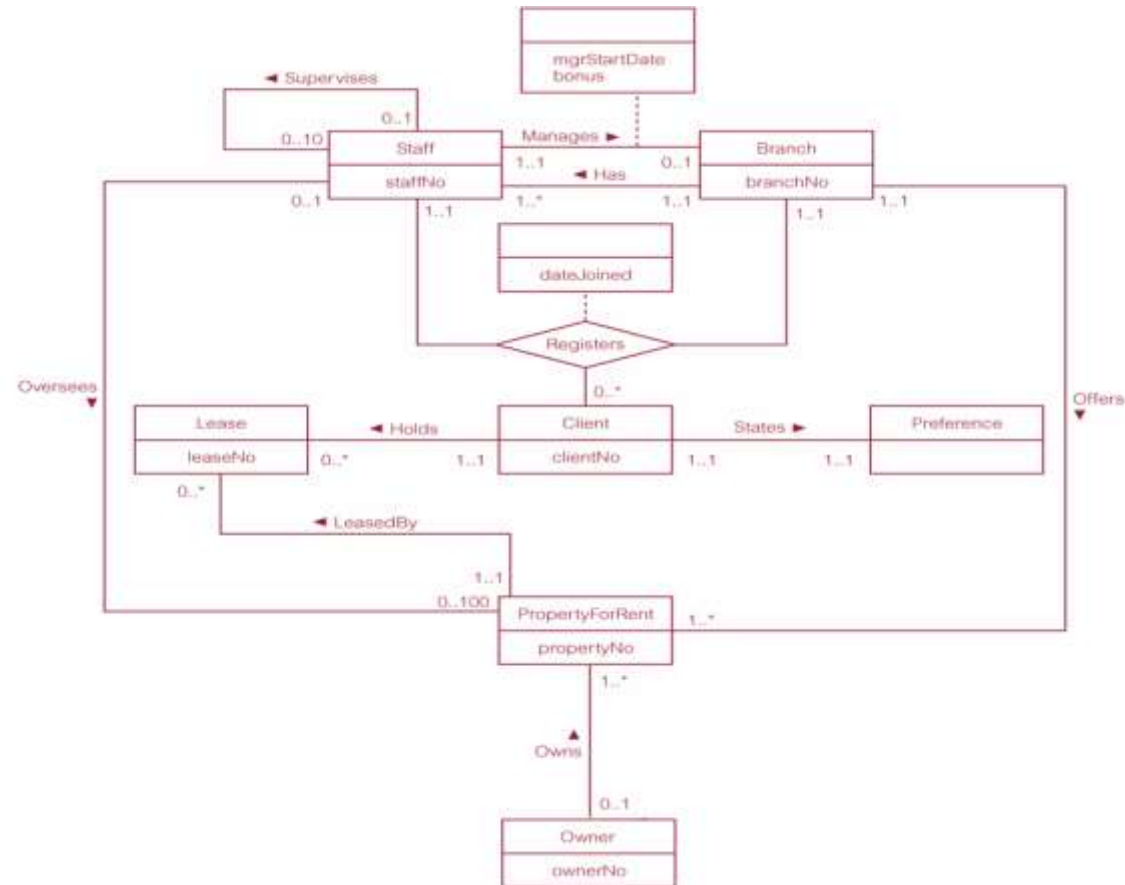 mgrStartDate
bonus
◄ Supervises
0..1
0..10
Staff
staffNo
Manages ►
1..1
0..1
◄ Has
1..*
1..1
Branch
branchNo
0..1
1..1
1..1
1..1
dateJoined
Registers
0..*
Oversees
▼
Offers
▼
Lease
leaseNo
◄ Holds
0..*
1..1
Client
clientNo
States ►
1..1
1..1
Preference
0..*
◄ LeasedBy
1..1
0..100
PropertyForRent
propertyNo
1..*
1..*
▲
Owns
0..1
Owner
ownerNo